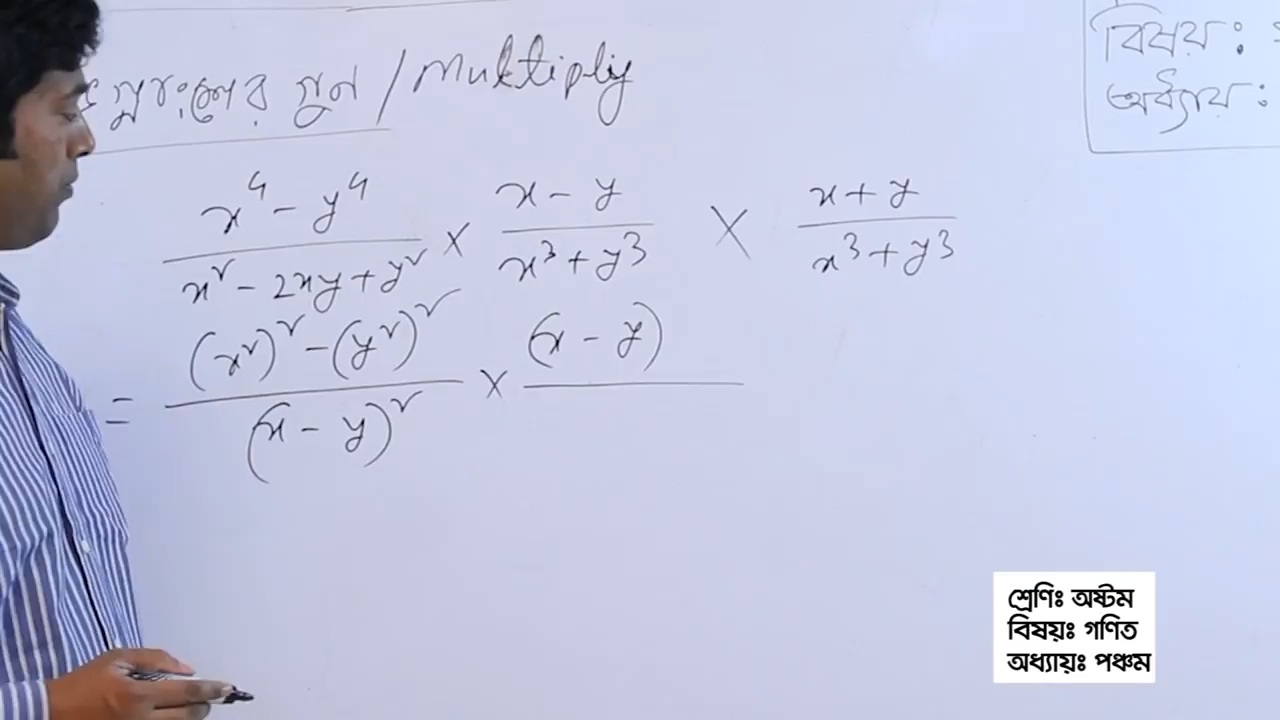 গুন / Multiply
x⁴ - y⁴ / x² - 2xy + y² × x - y / x³ + y³ × x + y / x³ + y³
= (x²)² - (y²)² / (x - y)² × (x - y)
বিষয়:
অধ্যায়:
শ্রেণিঃ অষ্টম
বিষয়ঃ গণিত
অধ্যায়ঃ পঞ্চম